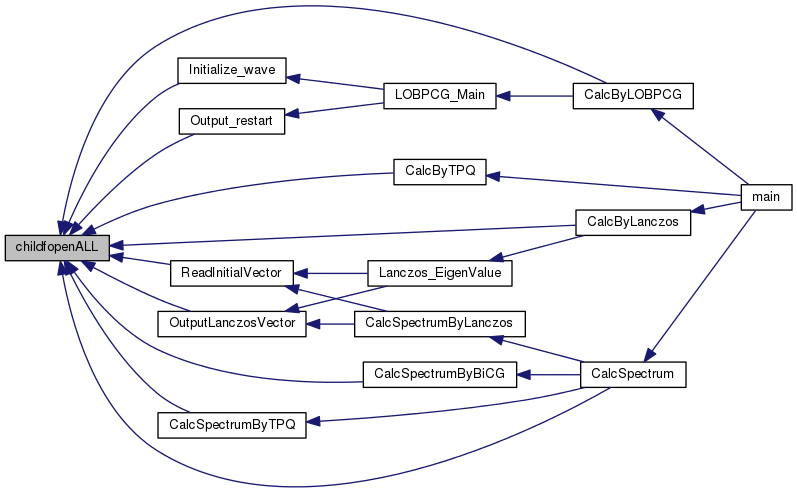 Initialize_wave
LOBPCG_Main
CalcByLOBPCG
Output_restart
CalcByTPQ
main
CalcByLanczos
childfopenALL
ReadInitialVector
Lanczos_EigenValue
OutputLanczosVector
CalcSpectrumByLanczos
CalcSpectrumByBiCG
CalcSpectrum
CalcSpectrumByTPQ